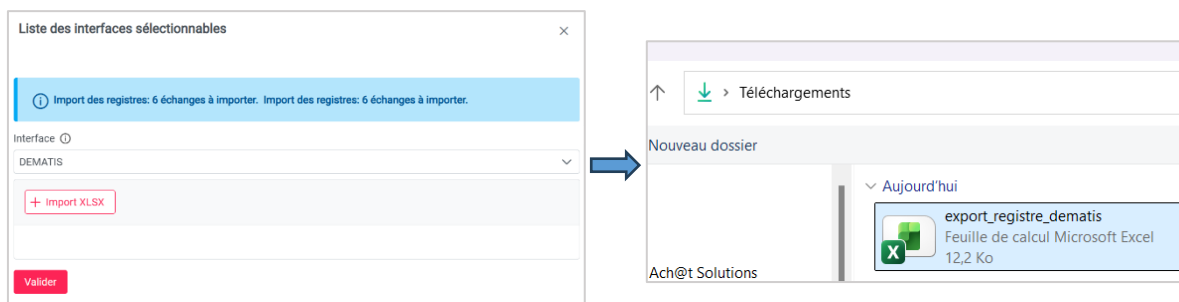 Liste des interfaces sélectionnables
Import des registres: 6 échanges à importer. Import des registres: 6 échanges à importer.
Interface
DEMATIS
+ Import XLSX
Valider
Téléchargements
Nouveau dossier
Aujourd'hui
export_registre_dematis
Feuille de calcul Microsoft Excel
12,2 Ko
Ach@t Solutions